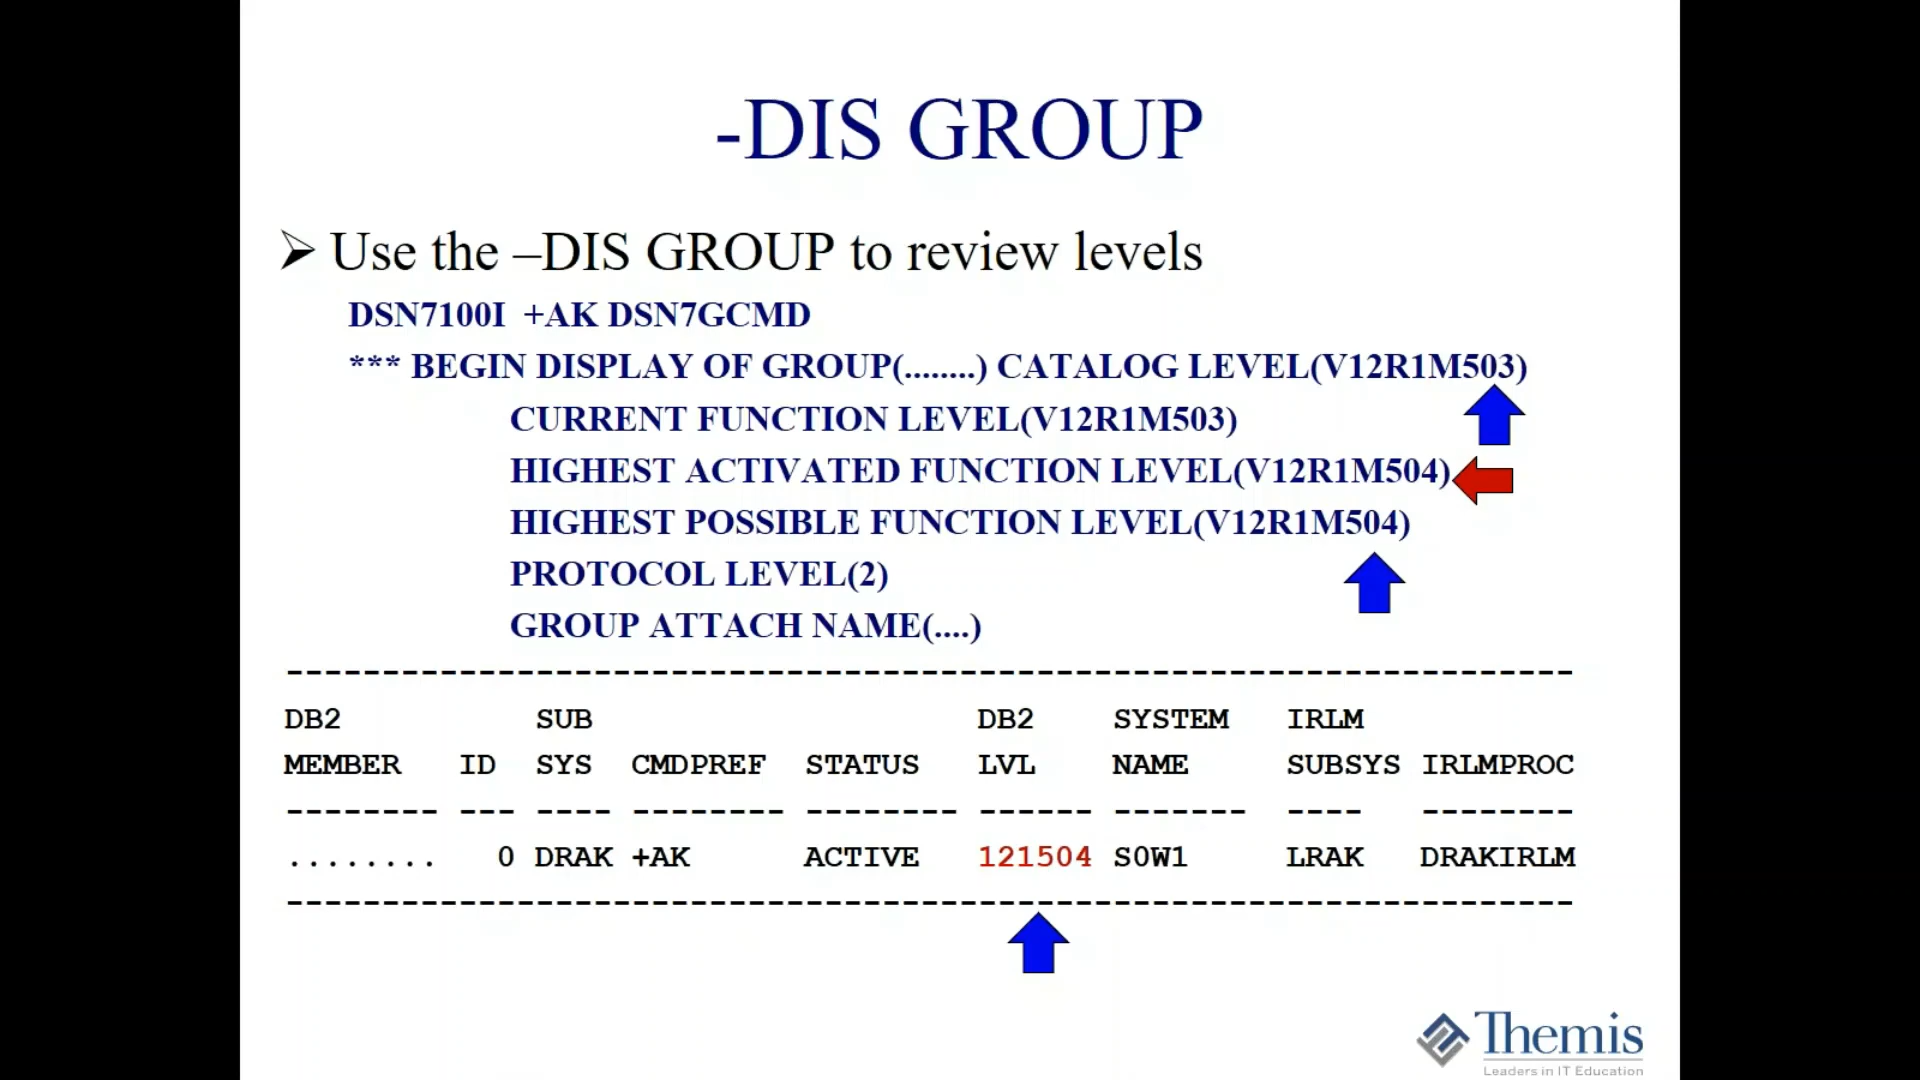 -DIS GROUP
➢ Use the –DIS GROUP to review levels
DSN7100I +AK DSN7GCMD
*** BEGIN DISPLAY OF GROUP(........) CATALOG LEVEL(V12R1M503)
CURRENT FUNCTION LEVEL(V12R1M503)
HIGHEST ACTIVATED FUNCTION LEVEL(V12R1M504)
HIGHEST POSSIBLE FUNCTION LEVEL(V12R1M504)
PROTOCOL LEVEL(2)
GROUP ATTACH NAME(....)
-------------------------------------------------------------------
DB2 SUB DB2 SYSTEM IRLM
MEMBER ID SYS CMDPREF STATUS LVL NAME SUBSYS IRLMPROC
-------- --- ---- -------- -------- ------ ------- ---- --------
........ 0 DRAK +AK ACTIVE 121504 S0W1 LRAK DRAKIRLM
-------------------------------------------------------------------
Themis
Leaders in IT Education